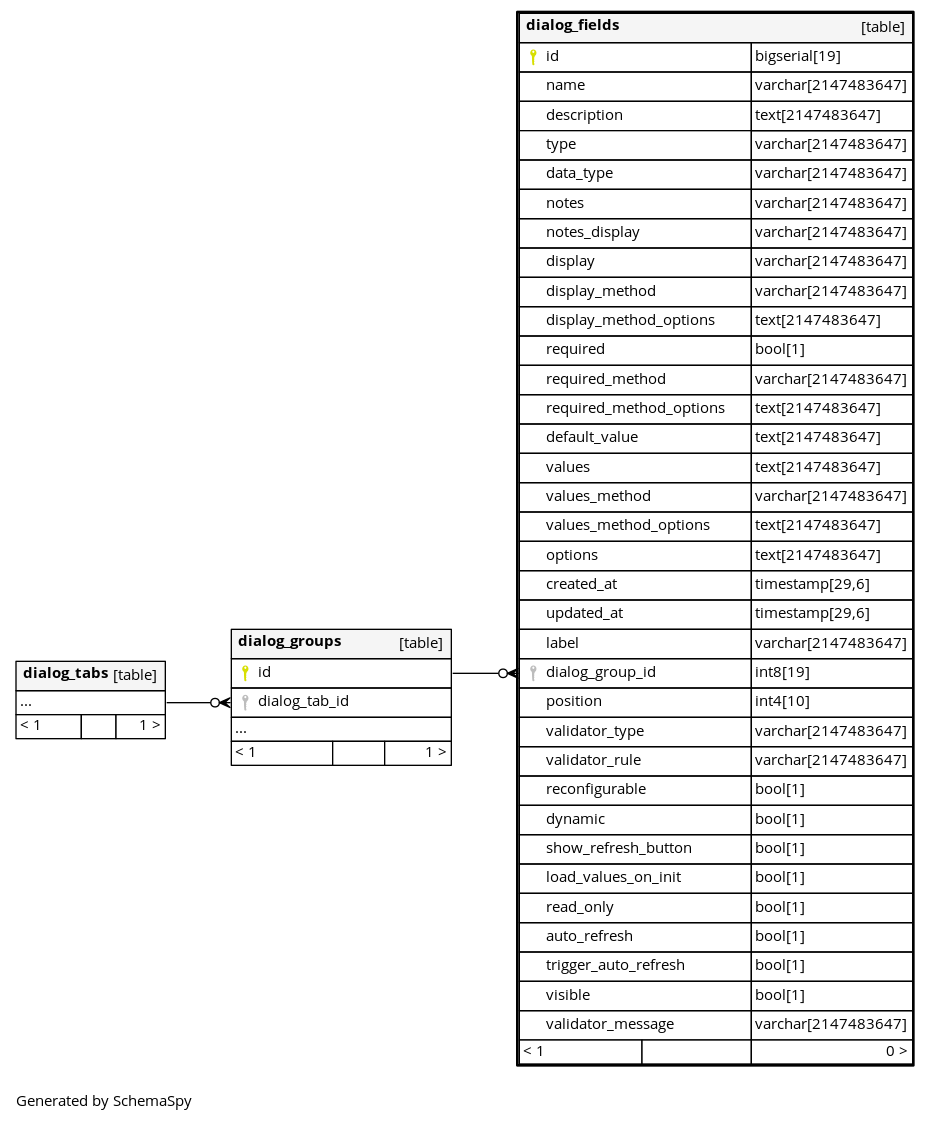 dialog_fields [table]
id bigserial[19]
name varchar[2147483647]
description text[2147483647]
type varchar[2147483647]
data_type varchar[2147483647]
notes varchar[2147483647]
notes_display varchar[2147483647]
display varchar[2147483647]
display_method varchar[2147483647]
display_method_options text[2147483647]
required bool[1]
required_method varchar[2147483647]
required_method_options text[2147483647]
default_value text[2147483647]
values text[2147483647]
values_method varchar[2147483647]
values_method_options text[2147483647]
options text[2147483647]
created_at timestamp[29,6]
updated_at timestamp[29,6]
label varchar[2147483647]
dialog_group_id int8[19]
position int4[10]
validator_type varchar[2147483647]
validator_rule varchar[2147483647]
reconfigurable bool[1]
dynamic bool[1]
show_refresh_button bool[1]
load_values_on_init bool[1]
read_only bool[1]
auto_refresh bool[1]
trigger_auto_refresh bool[1]
visible bool[1]
validator_message varchar[2147483647]
< 1 0 >
dialog_groups [table]
id
dialog_tab_id
...
< 1 1 >
dialog_tabs [table]
...
< 1 1 >
Generated by SchemaSpy